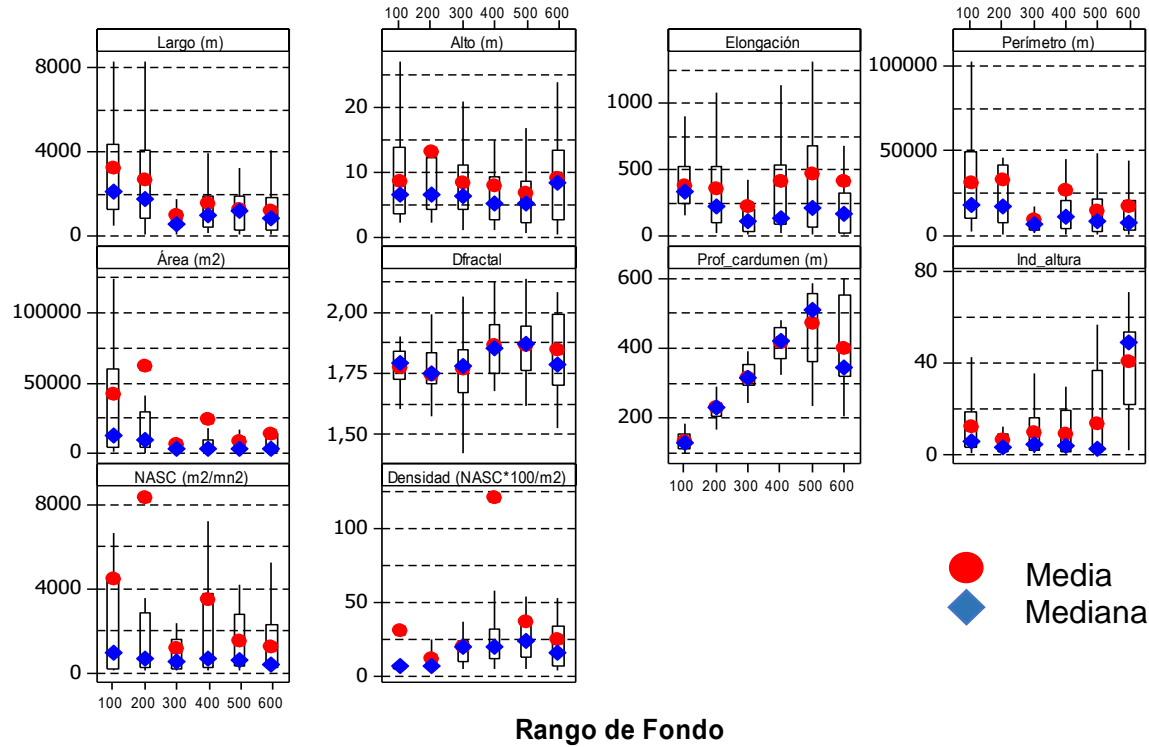 100 200 300 400 500 600
100 200 300 400 500 600
Largo (m)
Alto (m)
Elongación
Perímetro (m)
8000
4000
0
20
10
0
1000
500
0
100000
50000
0
Área (m2)
Dfractal
Prof_cardumen (m)
Ind_altura
100000
50000
0
2,00
1,75
1,50
600
400
200
80
40
0
100 200 300 400 500 600
100 200 300 400 500 600
NASC (m2/mn2)
Densidad (NASC*100/m2)
8000
4000
0
100
50
0
100 200 300 400 500 600
100 200 300 400 500 600
Media
Mediana
Rango de Fondo